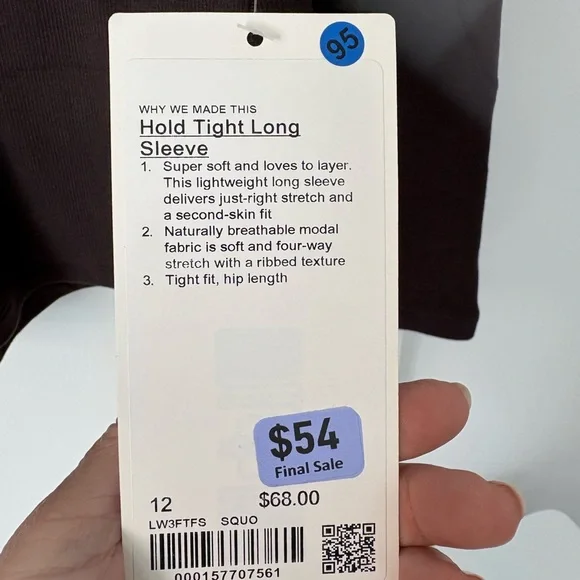 95
WHY WE MADE THIS
Hold Tight Long
Sleeve
1. Super soft and loves to layer.
This lightweight long sleeve
delivers just-right stretch and
a second-skin fit
2. Naturally breathable modal
fabric is soft and four-way
stretch with a ribbed texture
3. Tight fit, hip length
$54
Final Sale
12 $68.00
LW3FTFS SQUO
000157707561